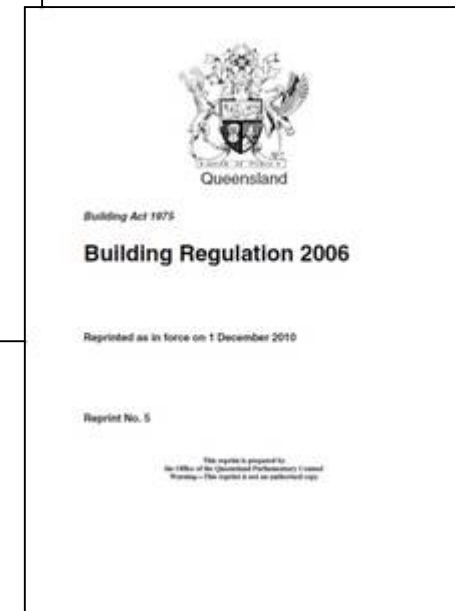 Queensland
Building Act 1975
Building Regulation 2006
Reprinted as in force on 1 December 2010
Reprint No. 5
This reprint is prepared by
the Office of the Queensland Parliamentary Counsel
Warning—This reprint is not an authorised copy